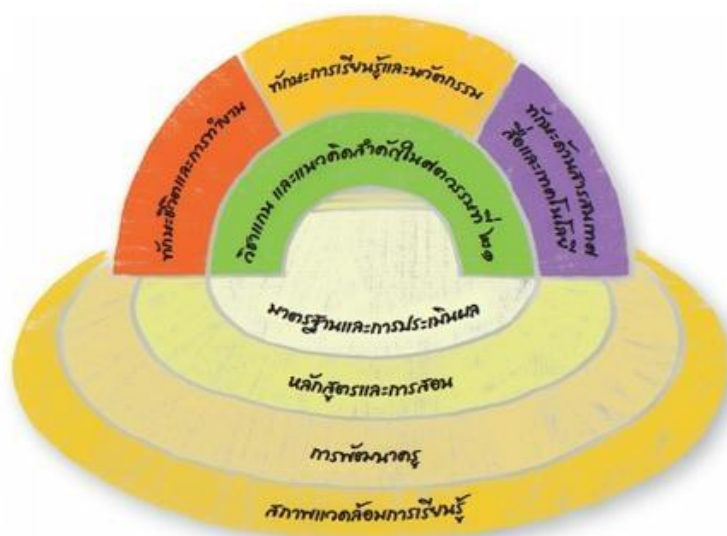 ทักษะการเรียนรู้และนวัตกรรม
ทักษะชีวิตและการทำงาน
วิชาแกน และแนวคิดสำคัญในศตวรรษที่ ๒๑
ทักษะด้านสารสนเทศ
สื่อและเทคโนโลยี
มาตรฐานและการประเมินผล
หลักสูตรและการสอน
การพัฒนาครู
สภาพแวดล้อมการเรียนรู้